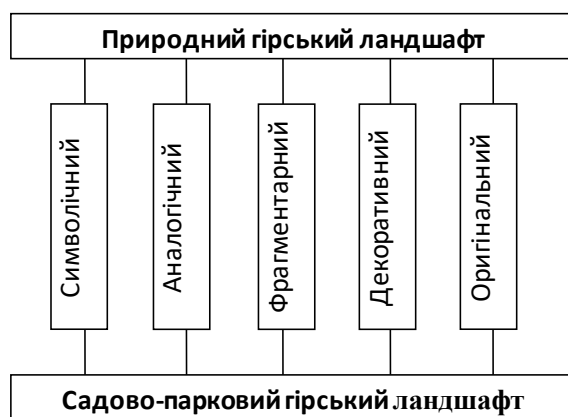 Природний гірський ландшафт
Символічний
Аналогічний
Фрагментарний
Декоративний
Оригінальний
Садово-парковий гірський ландшафт